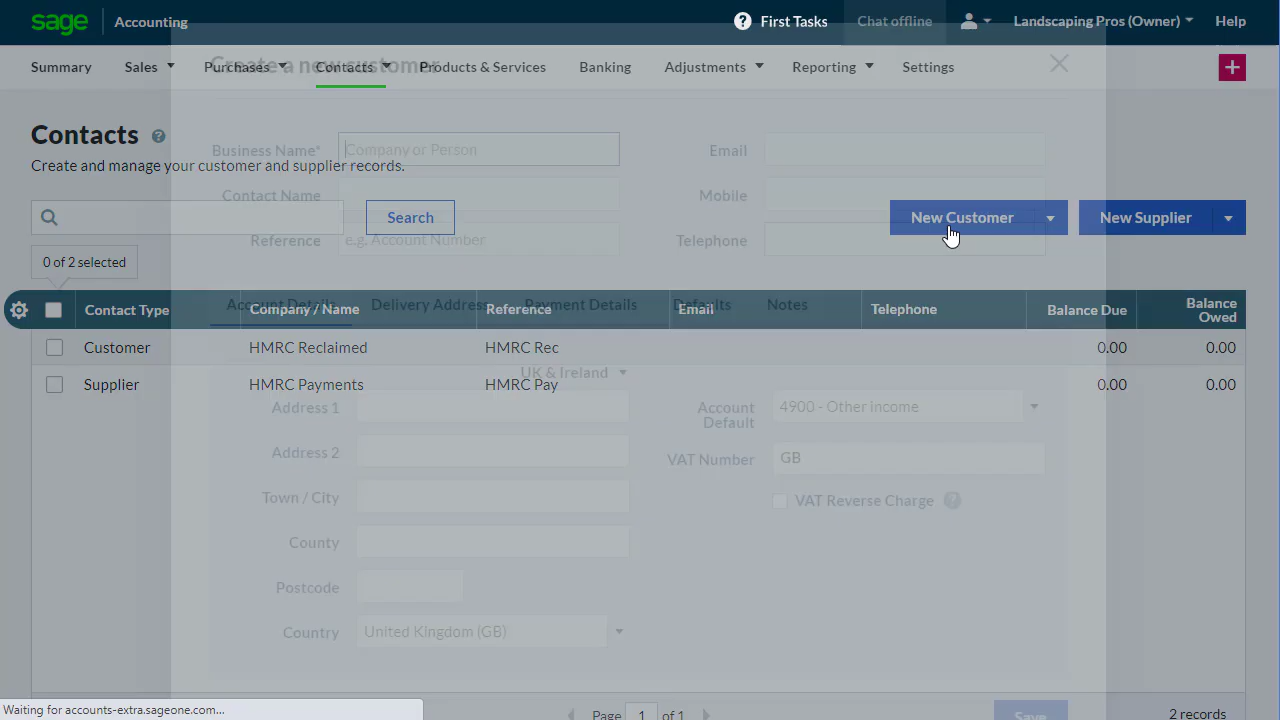 sage Accounting First Tasks Chat offline Landscaping Pros (Owner) Help
Summary Sales Purchases Contacts Products & Services Banking Adjustments Reporting Settings
Create a new customer
Contacts
Create and manage your customer and supplier records.
Business Name* Company or Person Email
Contact Name Mobile
Search New Customer New Supplier
Reference e.g. Account Number Telephone
0 of 2 selected
Account Details Delivery Address Payment Details Defaults Notes
Contact Type Company / Name Reference Email Telephone Balance Due Balance Owed
Customer HMRC Reclaimed HMRC Rec 0.00 0.00
UK & Ireland
Supplier HMRC Payments HMRC Pay 0.00 0.00
Address 1 Account Default 4900 - Other income
Address 2 VAT Number GB
Town / City VAT Reverse Charge
County
Postcode
Country United Kingdom (GB)
Waiting for accounts-extra.sageone.com...
Page 1 of 1 Save 2 records